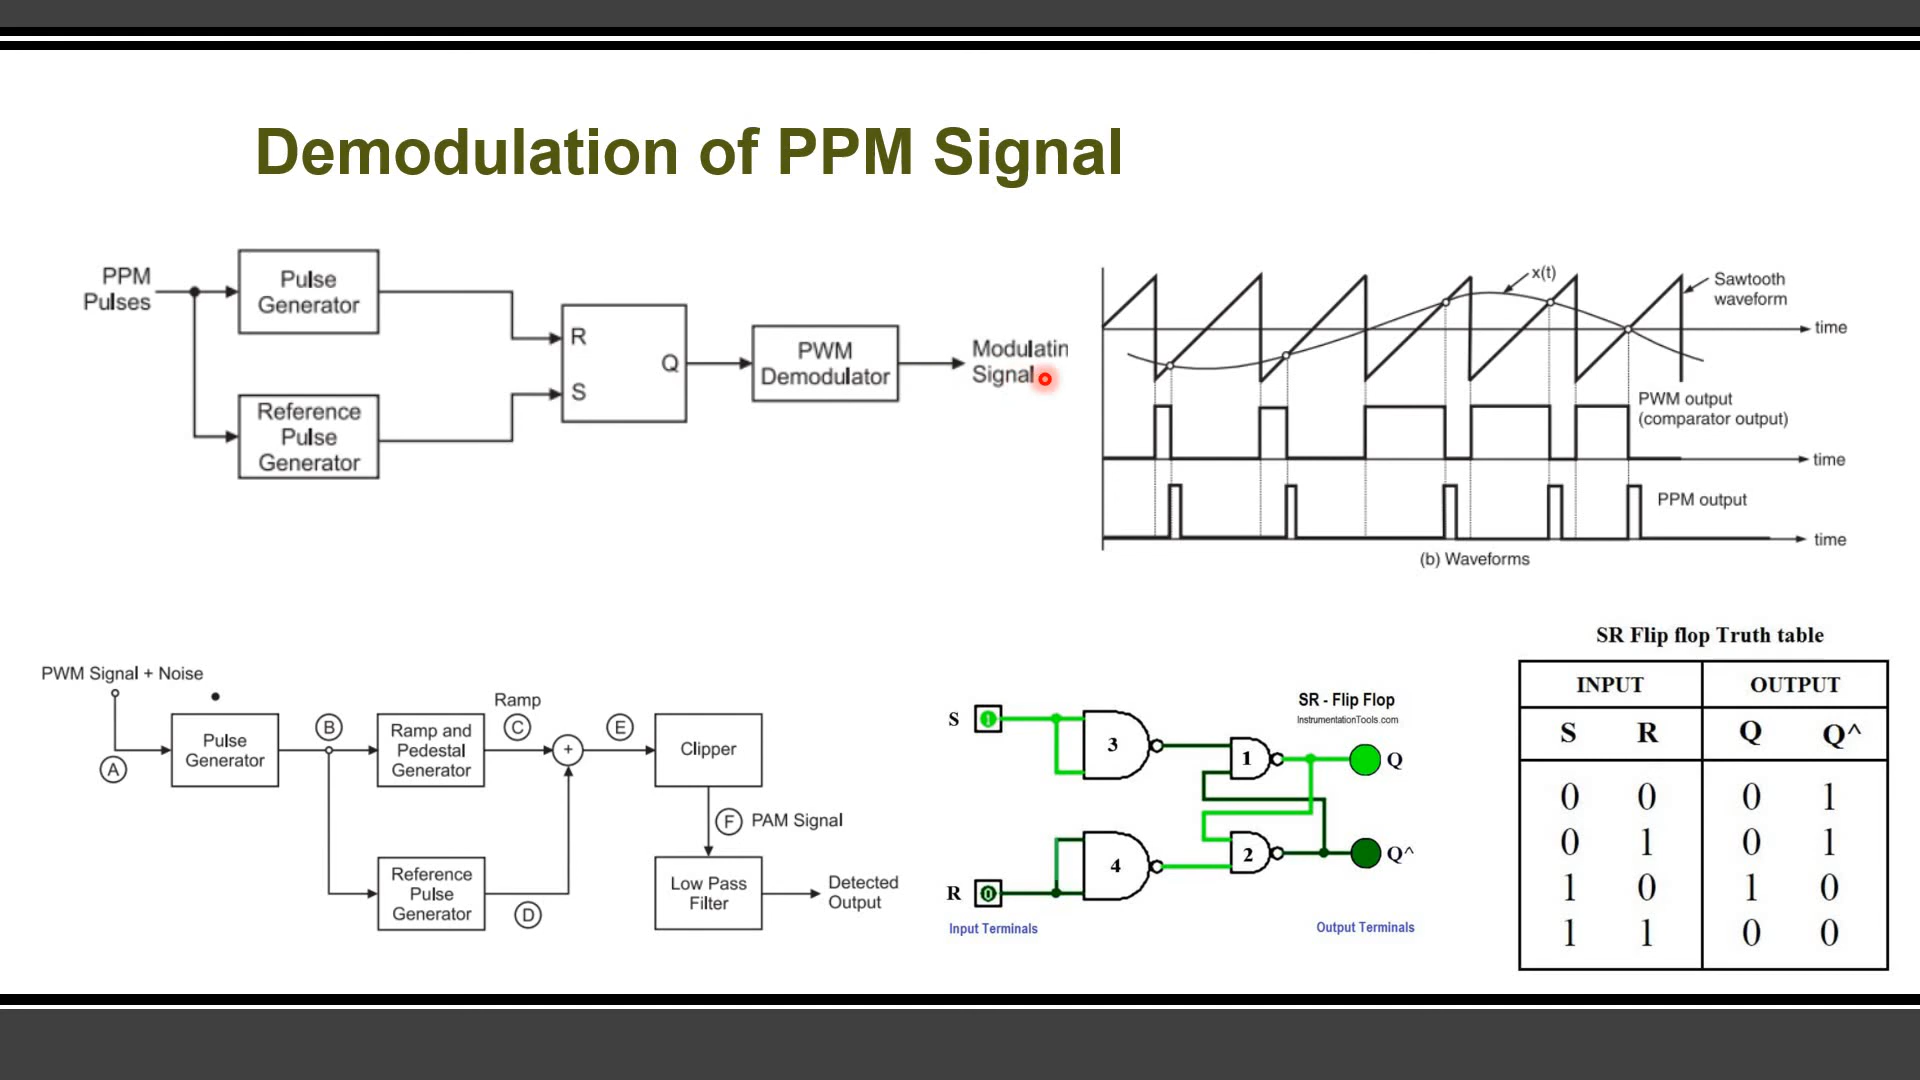 Demodulation of PPM Signal
PPM
Pulses
Pulse
Generator
Reference
Pulse
Generator
R
S
Q
PWM
Demodulator
Modulatin
Signal
x(t)
Sawtooth
waveform
time
PWM output
(comparator output)
time
PPM output
time
(b) Waveforms
PWM Signal + Noise
A
Pulse
Generator
B
Ramp and
Pedestal
Generator
Ramp
C
+
E
Clipper
Reference
Pulse
Generator
D
F
PAM Signal
Low Pass
Filter
Detected
Output
SR - Flip Flop
InstrumentationTools.com
S
1
3
1
Q
R
0
4
2
Q^
Input Terminals
Output Terminals
SR Flip flop Truth table
INPUT OUTPUT
S R Q Q^
0 0 0 1
0 1 0 1
1 0 1 0
1 1 0 0